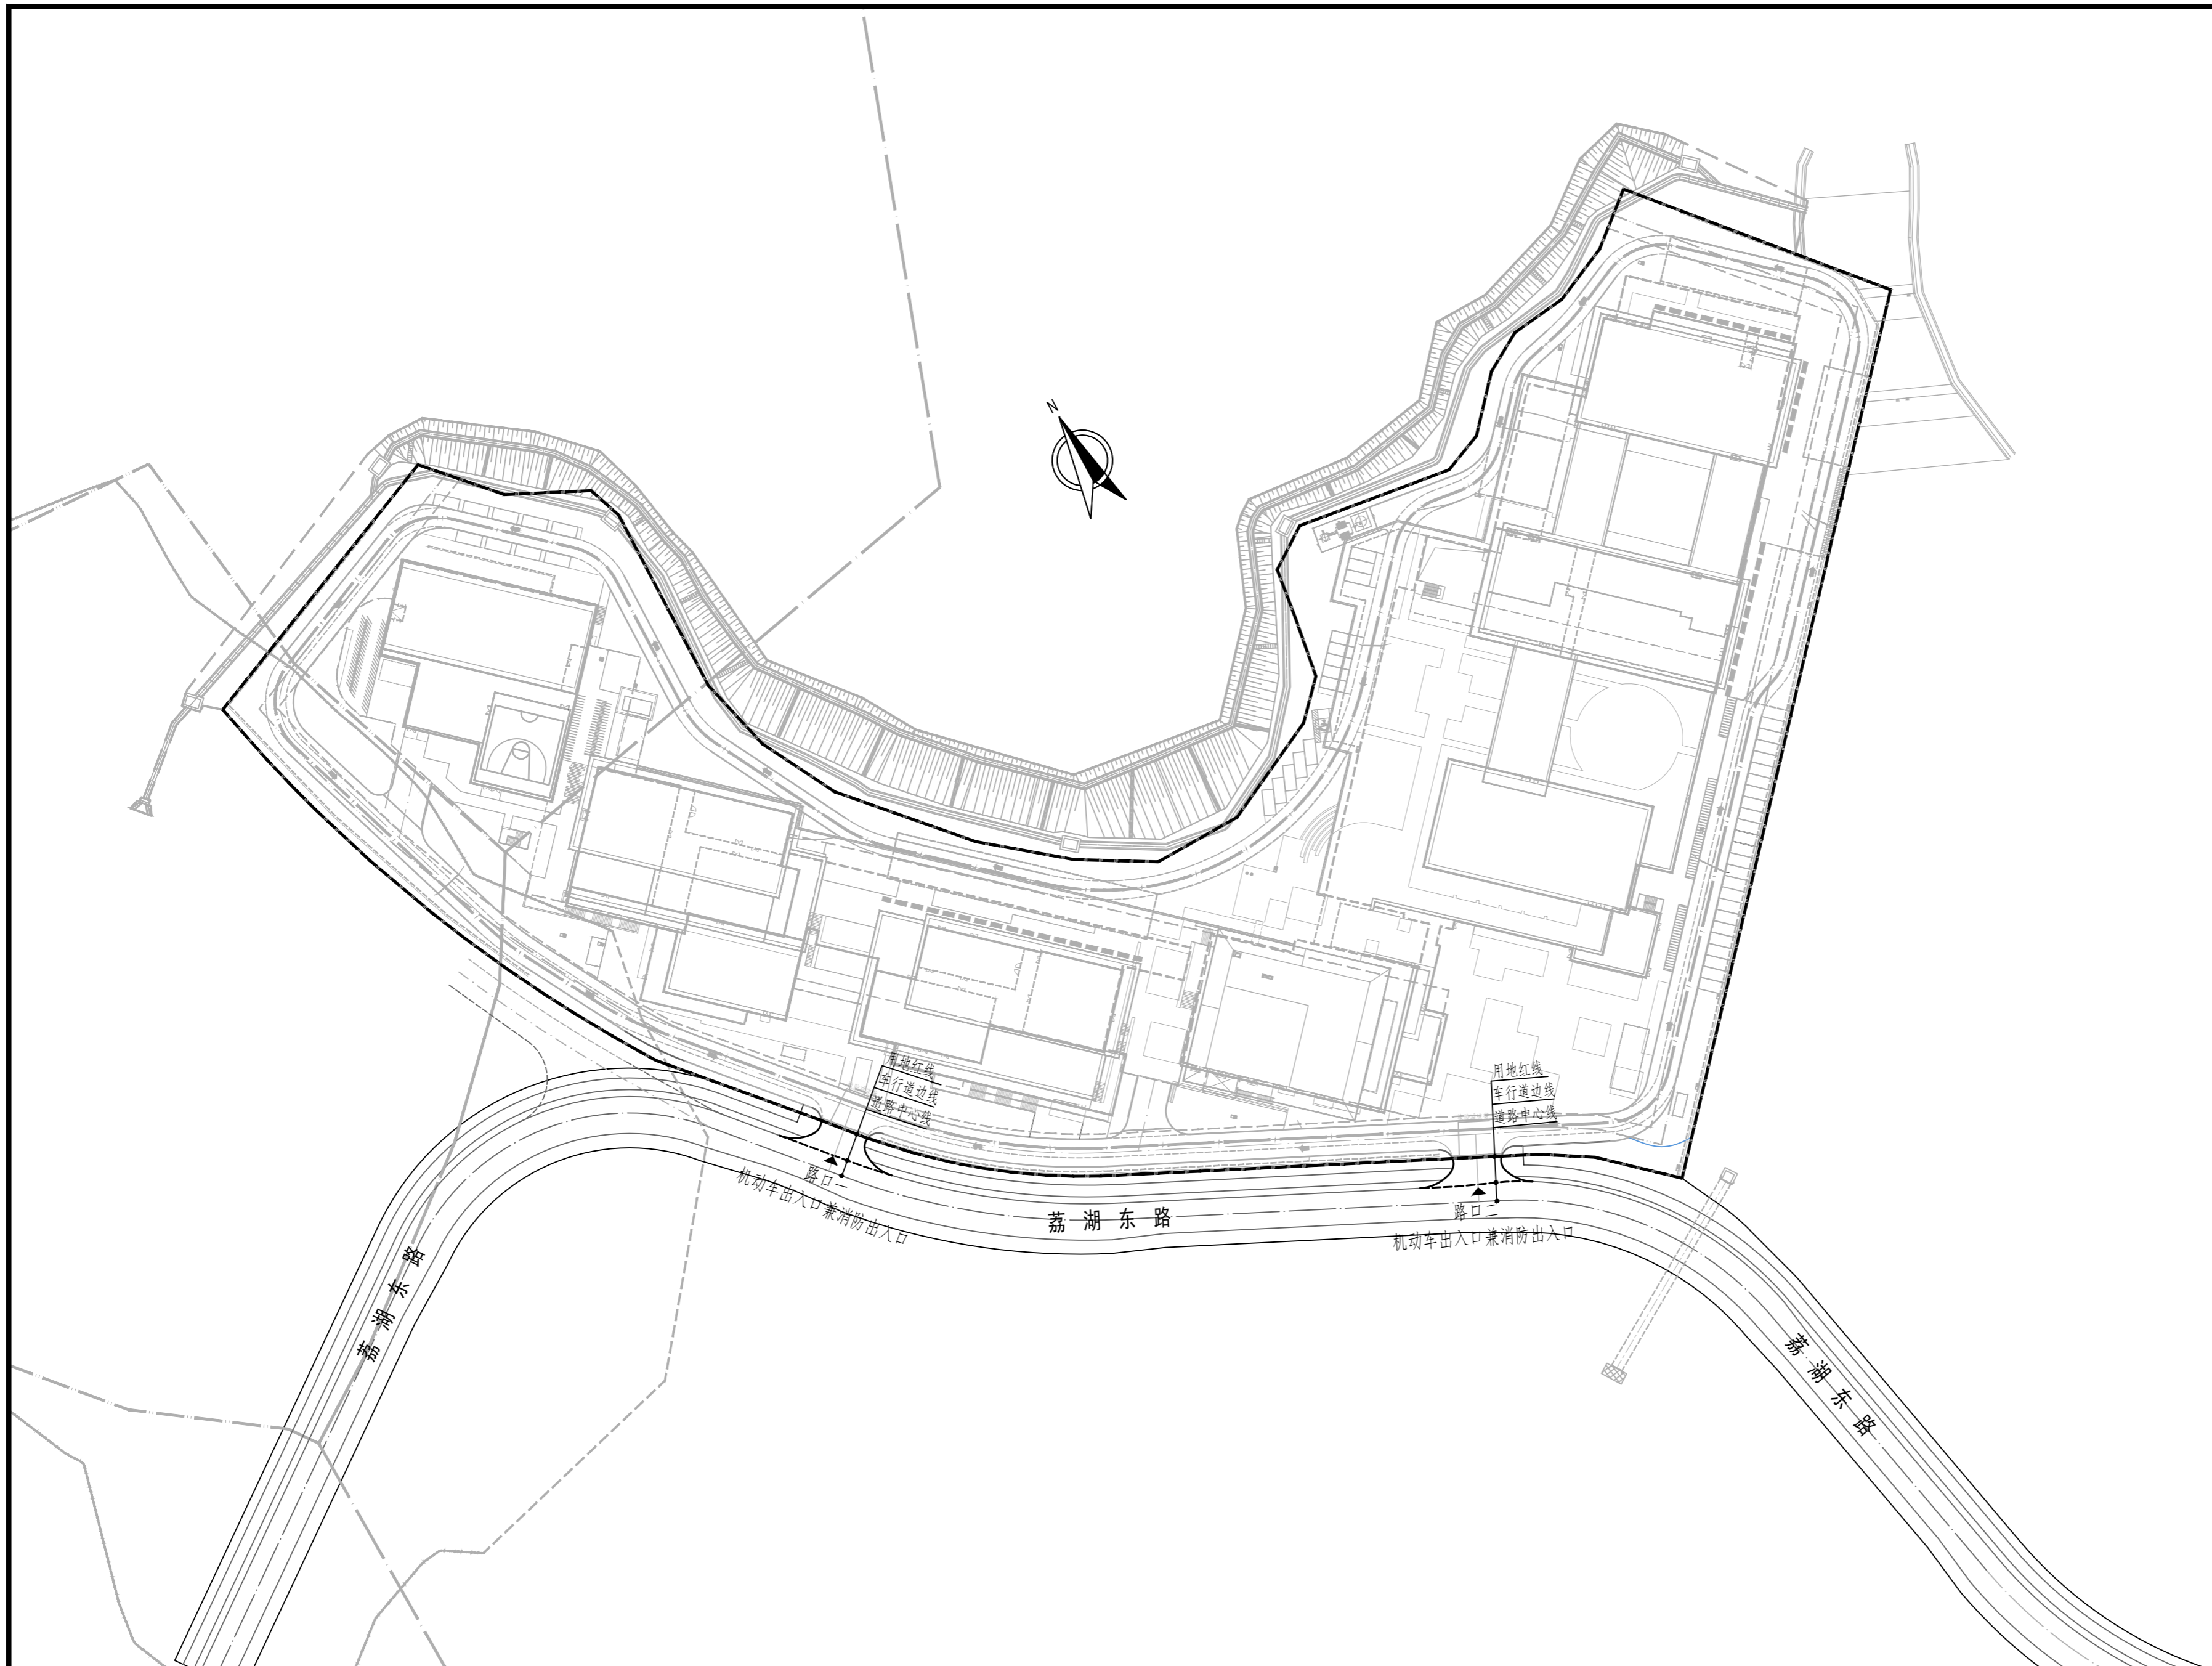 N
用地红线
车行道边线
道路中心线
用地红线
车行道边线
道路中心线
路口二
机动车出入口兼消防出入口
荔湖东路
路口二
机动车出入口兼消防出入口
荔湖东路
荔湖东路